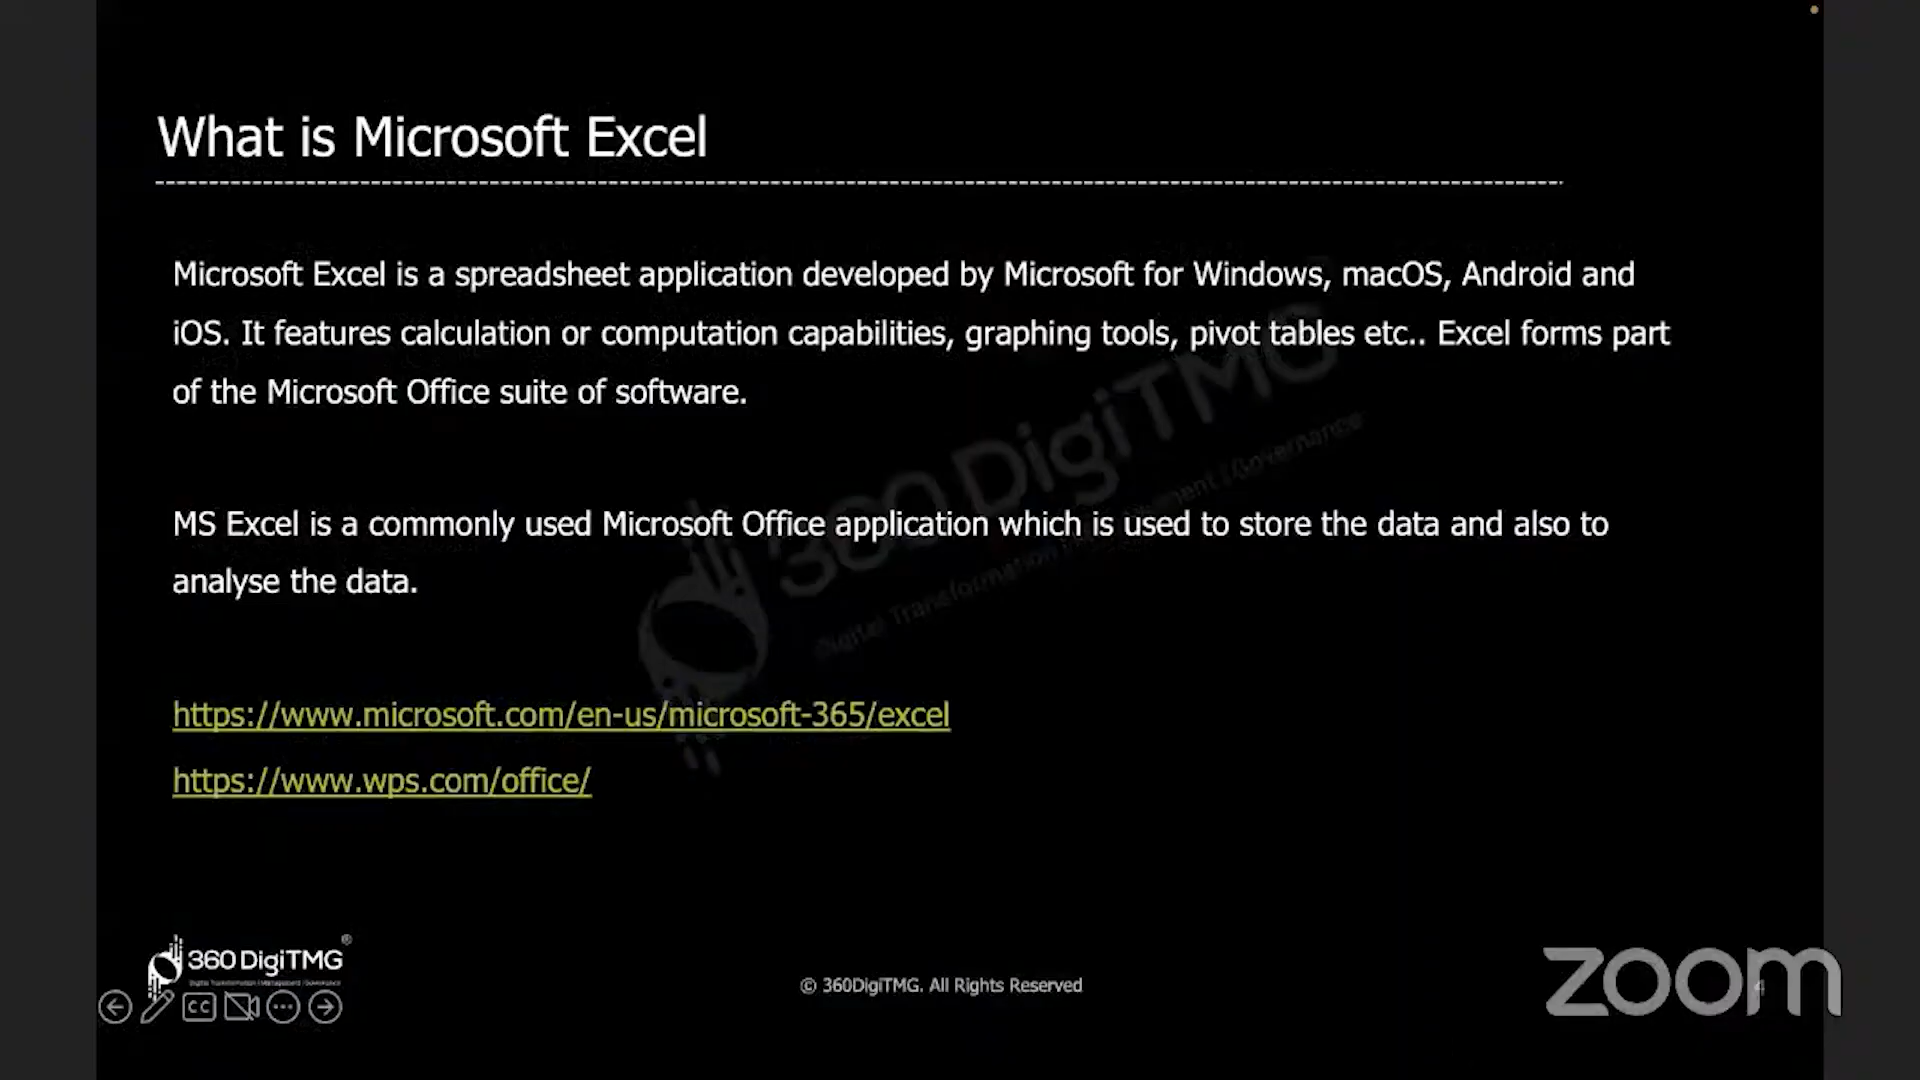 What is Microsoft Excel
Microsoft Excel is a spreadsheet application developed by Microsoft for Windows, macOS, Android and
iOS. It features calculation or computation capabilities, graphing tools, pivot tables etc.. Excel forms part
of the Microsoft Office suite of software.
360DigiTMG
MS Excel is a commonly used Microsoft Office application which is used to store the data and also to
analyse the data.
https://www.microsoft.com/en-us/microsoft-365/excel
https://www.wps.com/office/
360DigiTMG®
CC
© 360DigiTMG. All Rights Reserved
4
zoom